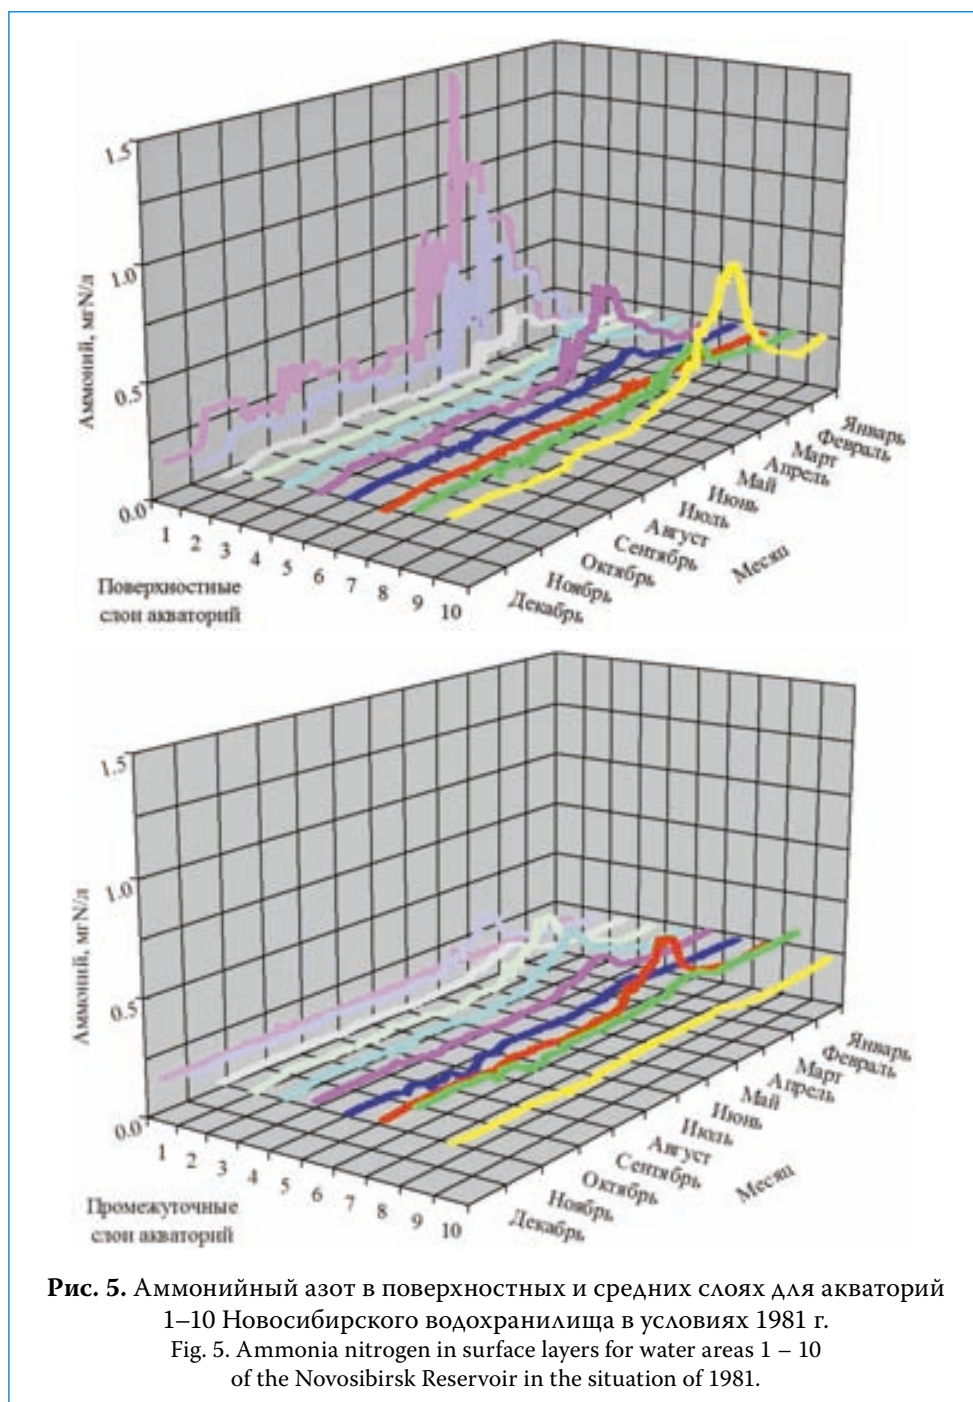 1.5
1.0
0.5
0.0
Аммоний, мгN/л
1
2
3
4
5
6
7
8
9
10
Поверхностные
слои акваторий
Январь
Февраль
Март
Апрель
Май
Июнь
Июль
Август
Сентябрь
Октябрь
Ноябрь
Декабрь
Месяц
1.5
1.0
0.5
0.0
Аммоний, мгN/л
1
2
3
4
5
6
7
8
9
10
Промежуточные
слои акваторий
Январь
Февраль
Март
Апрель
Май
Июнь
Июль
Август
Сентябрь
Октябрь
Ноябрь
Декабрь
Месяц
Рис. 5. Аммонийный азот в поверхностных и средних слоях для акваторий
1–10 Новосибирского водохранилища в условиях 1981 г.
Fig. 5. Ammonia nitrogen in surface layers for water areas 1 – 10
of the Novosibirsk Reservoir in the situation of 1981.